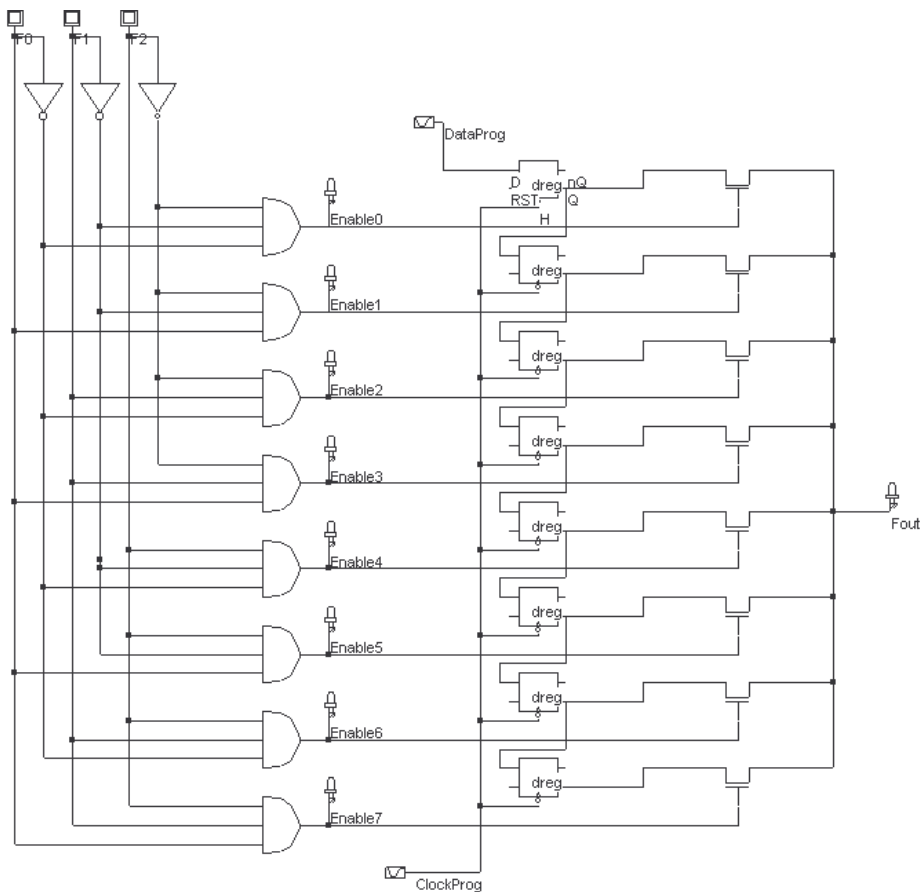 F0 F1 F2
DataProg
D dreg nQ
RST Q
H
Enable0
dreg
Enable1
dreg
Enable2
dreg
Enable3
dreg
Fout
Enable4
dreg
Enable5
dreg
Enable6
dreg
Enable7
ClockProg